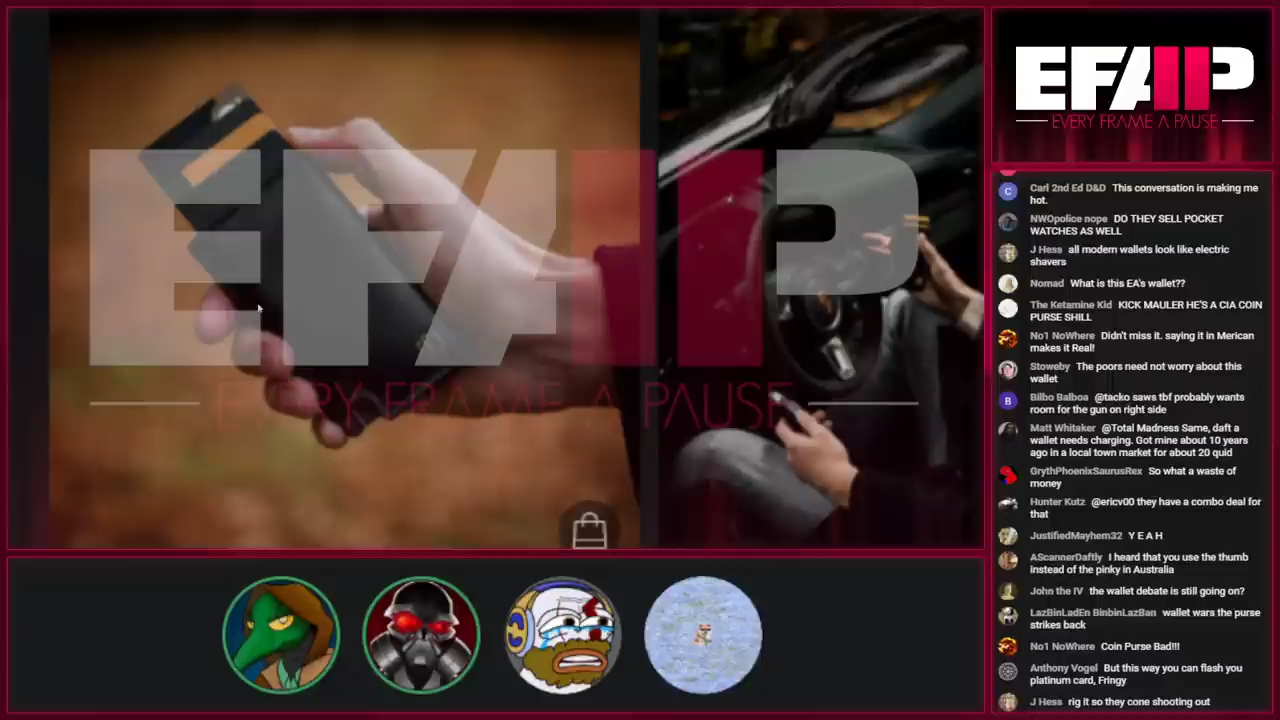 EFAP
EVERY FRAME A PAUSE
EFAP
EVERY FRAME A PAUSE
Carl 2nd Ed D&D This conversation is making me
hot.
NWOpolice nope DO THEY SELL POCKET
WATCHES AS WELL
J Hess all modern wallets look like electric
shavers
Nomad What is this EA's wallet??
The Ketamine Kid KICK MAULER HE'S A CIA COIN
PURSE SHILL
No1 NoWhere Didn't miss it. saying it in Merican
makes it Real!
Stoweby The poors need not worry about this
wallet
Bilbo Balboa @tacko saws tbf probably wants
room for the gun on right side
Matt Whitaker @Total Madness Same, daft a
wallet needs charging. Got mine about 10 years
ago in a local town market for about 20 quid
GrythPhoenixSaurusRex So what a waste of
money
Hunter Kutz @ericv00 they have a combo deal for
that
JustifiedMayhem32 Y E A H
AScannerDaftly I heard that you use the thumb
instead of the pinky in Australia
John the IV the wallet debate is still going on?
LazBinLadEn BinbinLazBan wallet wars the purse
strikes back
No1 NoWhere Coin Purse Bad!!!
Anthony Vogel But this way you can flash you
platinum card, Fringy
J Hess rig it so they cone shooting out